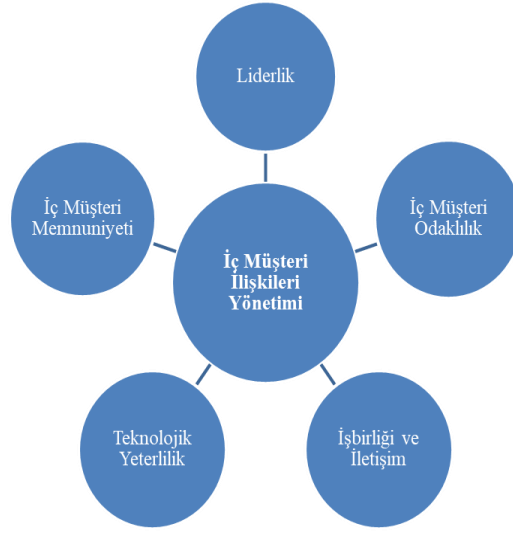 Liderlik
İç Müşteri
Memnuniyeti
İç Müşteri
Odaklılık
İç Müşteri
İlişkileri
Yönetimi
Teknolojik
Yeterlilik
İşbirliği ve
İletişim